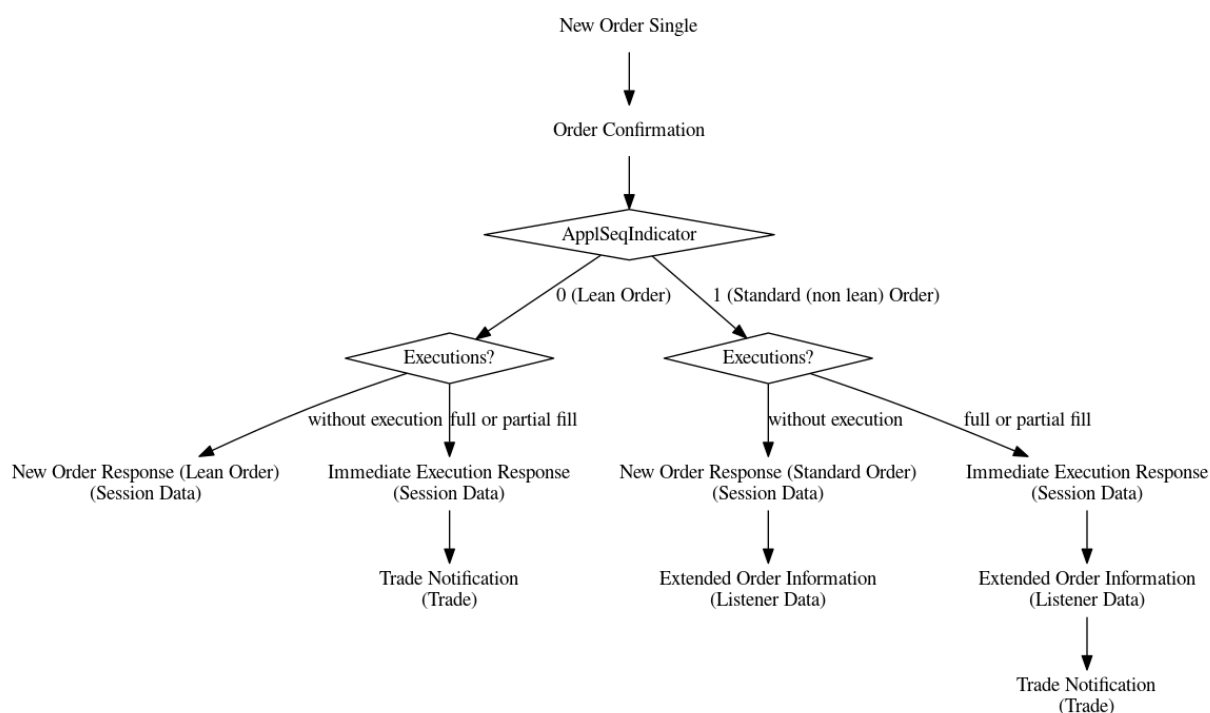 New Order Single
Order Confirmation
ApplSeqIndicator
0 (Lean Order)
1 (Standard (non lean) Order)
Executions?
Executions?
without execution
full or partial fill
without execution
full or partial fill
New Order Response (Lean Order)
(Session Data)
Immediate Execution Response
(Session Data)
New Order Response (Standard Order)
(Session Data)
Immediate Execution Response
(Session Data)
Trade Notification
(Trade)
Extended Order Information
(Listener Data)
Extended Order Information
(Listener Data)
Trade Notification
(Trade)